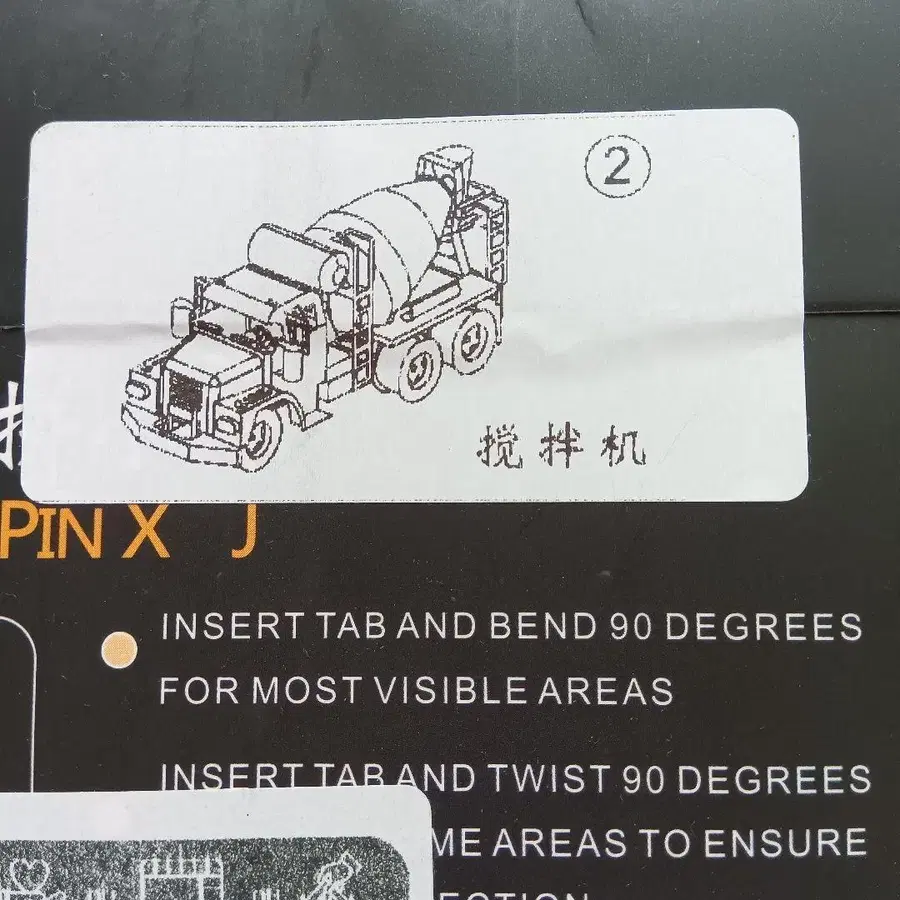 ②
搅拌机
PIN X J
INSERT TAB AND BEND 90 DEGREES
FOR MOST VISIBLE AREAS
INSERT TAB AND TWIST 90 DEGREES
ME AREAS TO ENSURE
ECTION